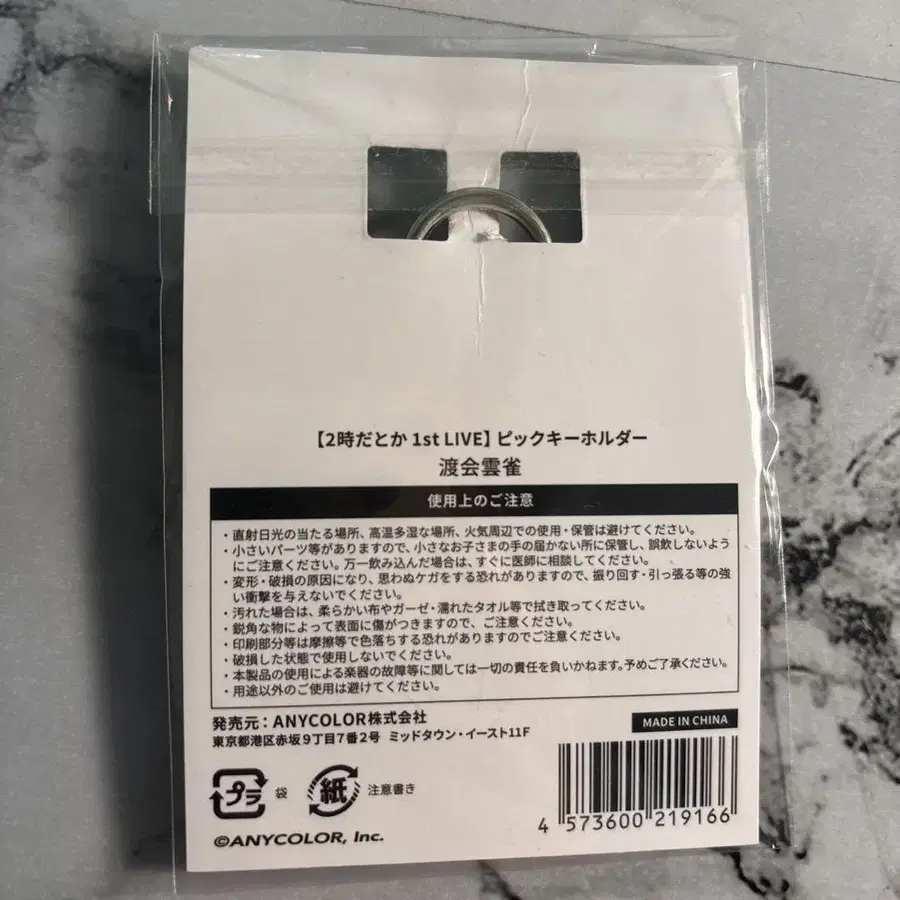 【2時だとか 1st LIVE】ピックキーホルダー
渡会雲雀
使用上のご注意
・直射日光の当たる場所、高温多湿な場所、火気周辺での使用・保管は避けてください。
・小さいパーツ等がありますので、小さなお子さまの手の届かない所に保管し、誤飲しないよう
にご注意ください。万一飲み込んだ場合は、すぐに医師に相談してください。
・変形・破損の原因になり、思わぬケガをする恐れがありますので、振り回す・引っ張る等の強
い衝撃を与えないでください。
・汚れた場合は、柔らかい布やガーゼ・濡れたタオル等で拭き取ってください。
・鋭角な物によって表面に傷がつきますので、ご注意ください。
・印刷部分等は摩擦等で色落ちする恐れがありますのでご注意ください。
・破損した状態で使用しないでください。
・本製品の使用による楽器の故障等に関しては一切の責任を負いかねます。予めご了承ください。
・用途以外のご使用は避けてください。
発売元：ANYCOLOR株式会社
MADE IN CHINA
東京都港区赤坂9丁目7番2号 ミッドタウン・イースト11F
プラ 袋 紙 注意書き
4 573600 219166
©ANYCOLOR, Inc.